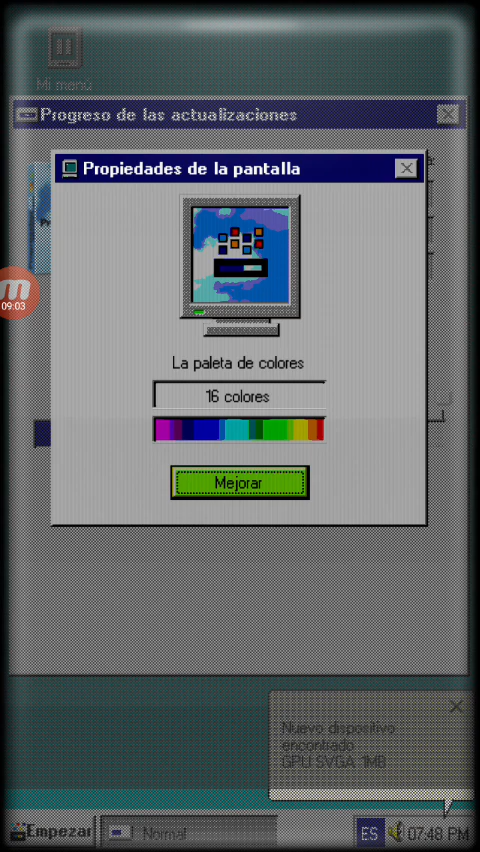 Mi menú
Progreso de las actualizaciones
Propiedades de la pantalla
09:03
La paleta de colores
16 colores
Mejorar
Nuevo dispositivo
encontrado
GPU SVGA 1MB
Empezar
Normal
ES
07:48 PM